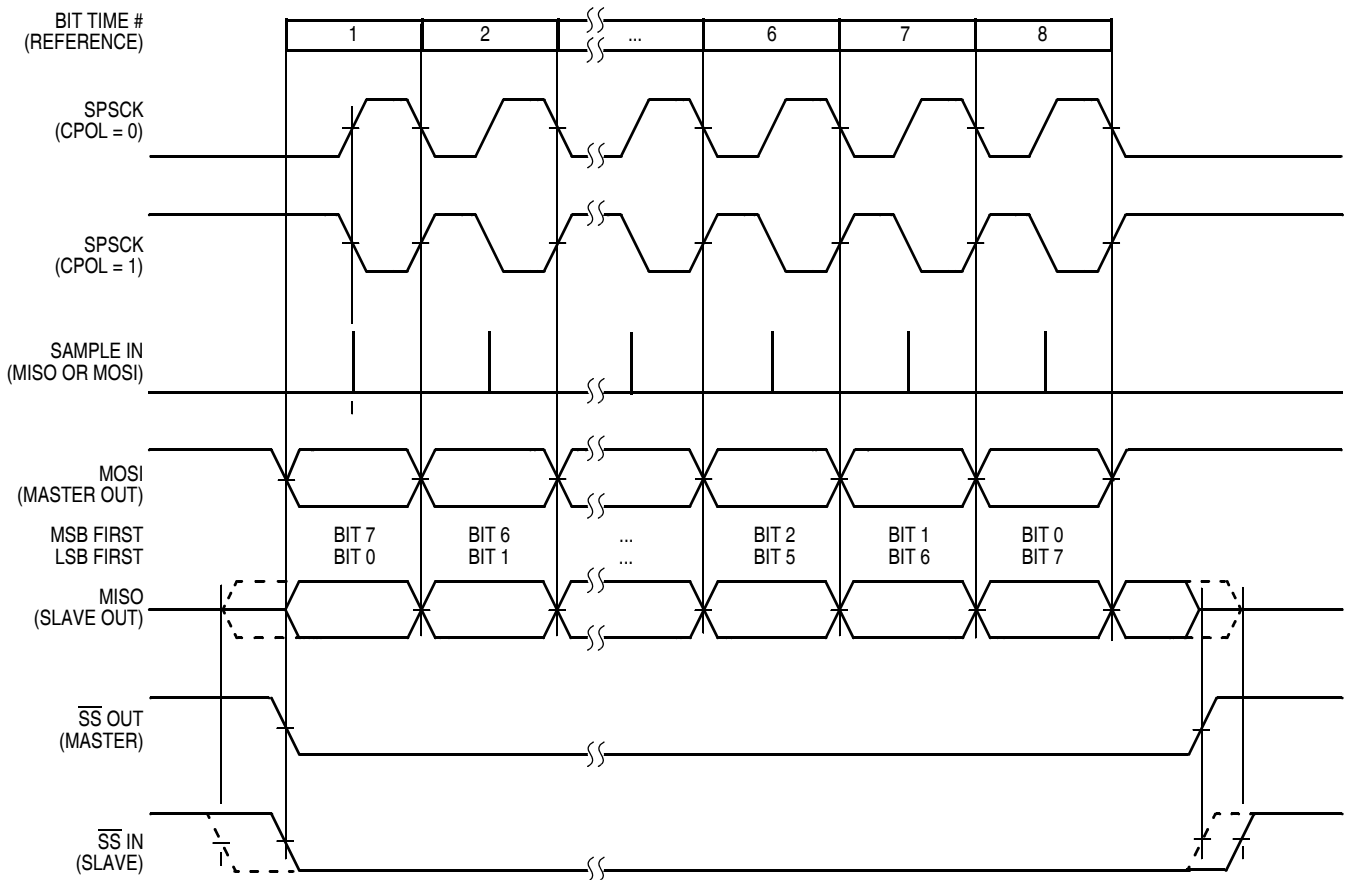 BIT TIME #
(REFERENCE)
1 2 ... 6 7 8
SPSCK
(CPOL = 0)
SPSCK
(CPOL = 1)
SAMPLE IN
(MISO OR MOSI)
MOSI
(MASTER OUT)
MSB FIRST BIT 7 BIT 6 ... BIT 2 BIT 1 BIT 0
LSB FIRST BIT 0 BIT 1 ... BIT 5 BIT 6 BIT 7
MISO
(SLAVE OUT)
S̅S̅ OUT
(MASTER)
S̅S̅ IN
(SLAVE)